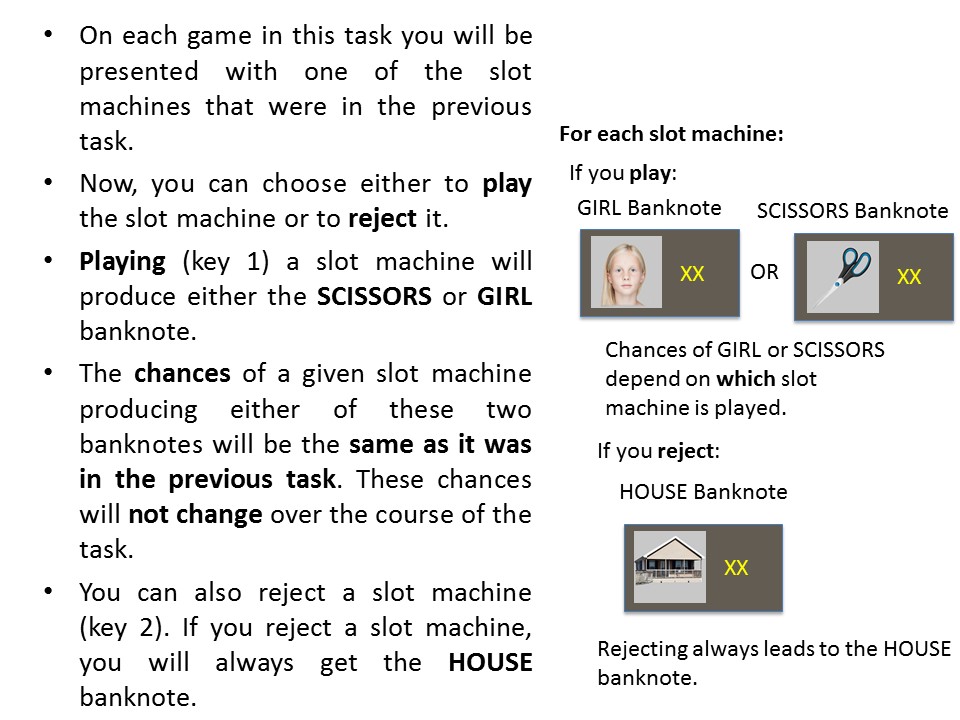 • On each game in this task you will be
presented with one of the slot
machines that were in the previous
task.
• Now, you can choose either to play
the slot machine or to reject it.
• Playing (key 1) a slot machine will
produce either the SCISSORS or GIRL
banknote.
• The chances of a given slot machine
producing either of these two
banknotes will be the same as it was
in the previous task. These chances
will not change over the course of the
task.
• You can also reject a slot machine
(key 2). If you reject a slot machine,
you will always get the HOUSE
banknote.
For each slot machine:
If you play:
GIRL Banknote
SCISSORS Banknote
XX
OR
XX
Chances of GIRL or SCISSORS
depend on which slot
machine is played.
If you reject:
HOUSE Banknote
XX
Rejecting always leads to the HOUSE
banknote.